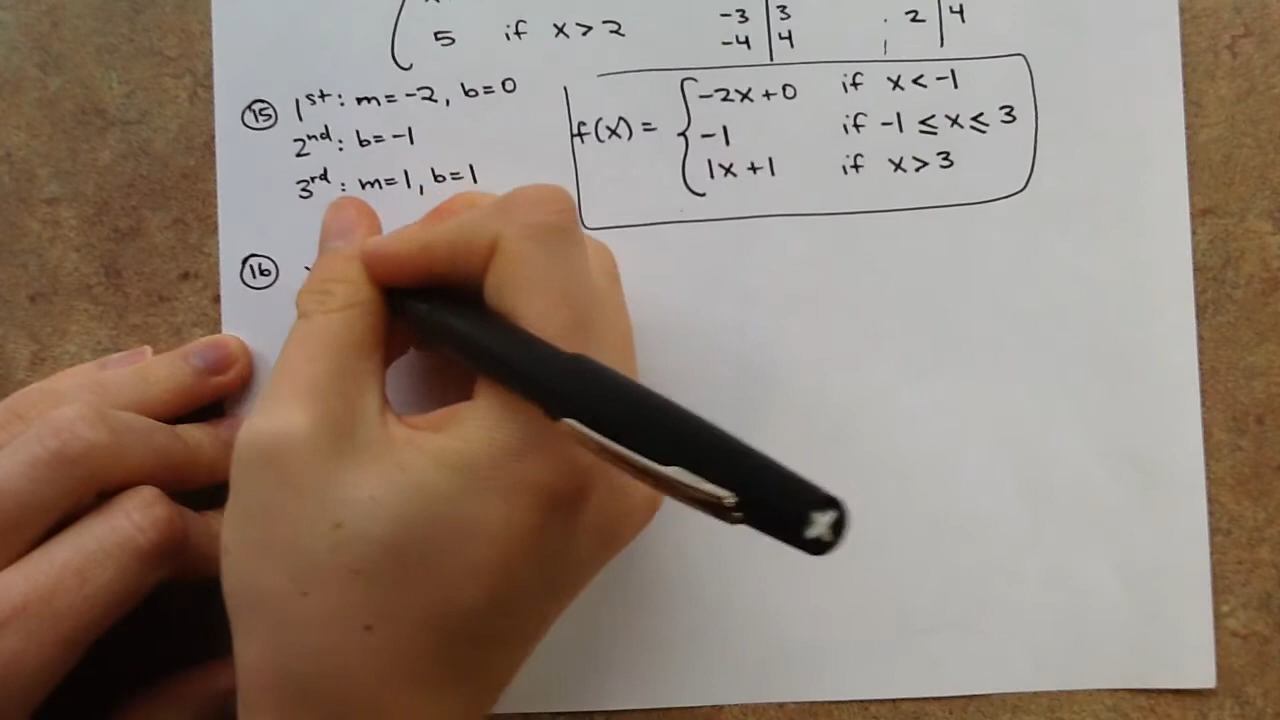 5 if x > 2
-3 | 3
-4 | 4
2 | 4
15 1st: m = -2, b = 0
2nd: b = -1
3rd: m = 1, b = 1
f(x) = { -2x + 0 if x < -1
-1 if -1 ≤ x ≤ 3
1x + 1 if x > 3
16